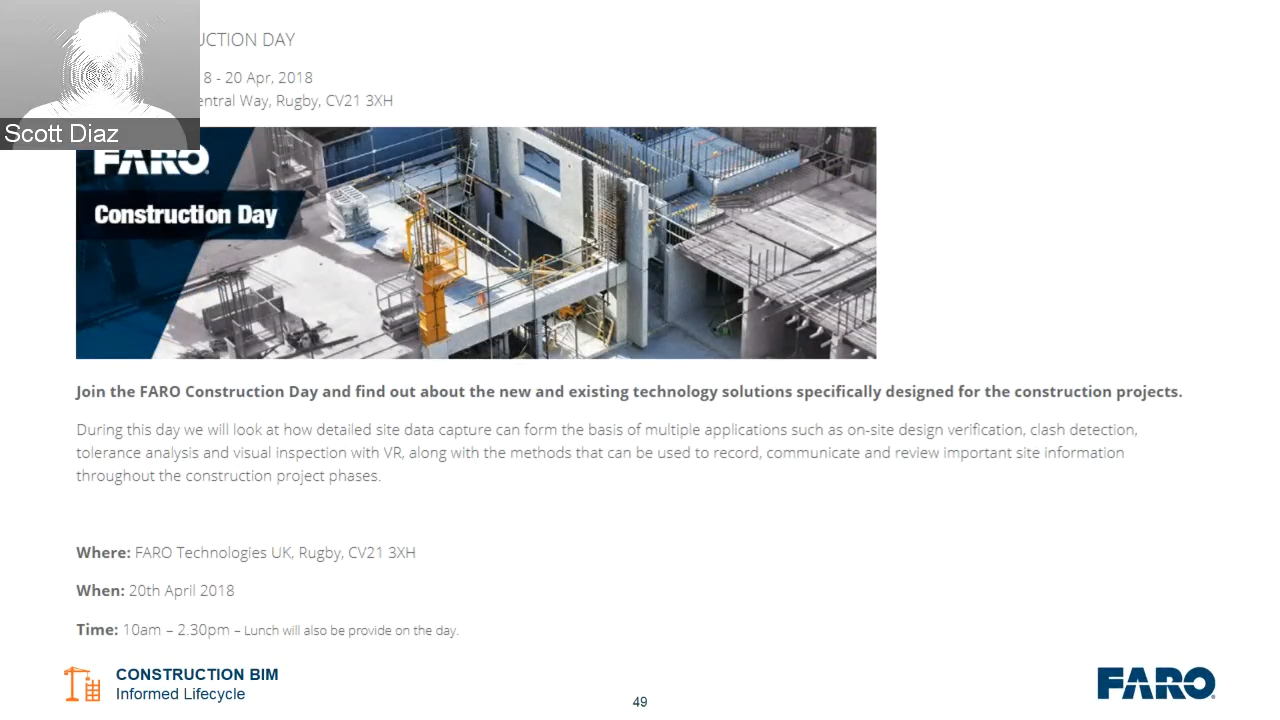 UCTION DAY
8 - 20 Apr, 2018
entral Way, Rugby, CV21 3XH
Scott Diaz
FARO
Construction Day
Join the FARO Construction Day and find out about the new and existing technology solutions specifically designed for the construction projects.
During this day we will look at how detailed site data capture can form the basis of multiple applications such as on-site design verification, clash detection,
tolerance analysis and visual inspection with VR, along with the methods that can be used to record, communicate and review important site information
throughout the construction project phases.
Where: FARO Technologies UK, Rugby, CV21 3XH
When: 20th April 2018
Time: 10am – 2.30pm – Lunch will also be provide on the day.
CONSTRUCTION BIM
Informed Lifecycle
49
FARO